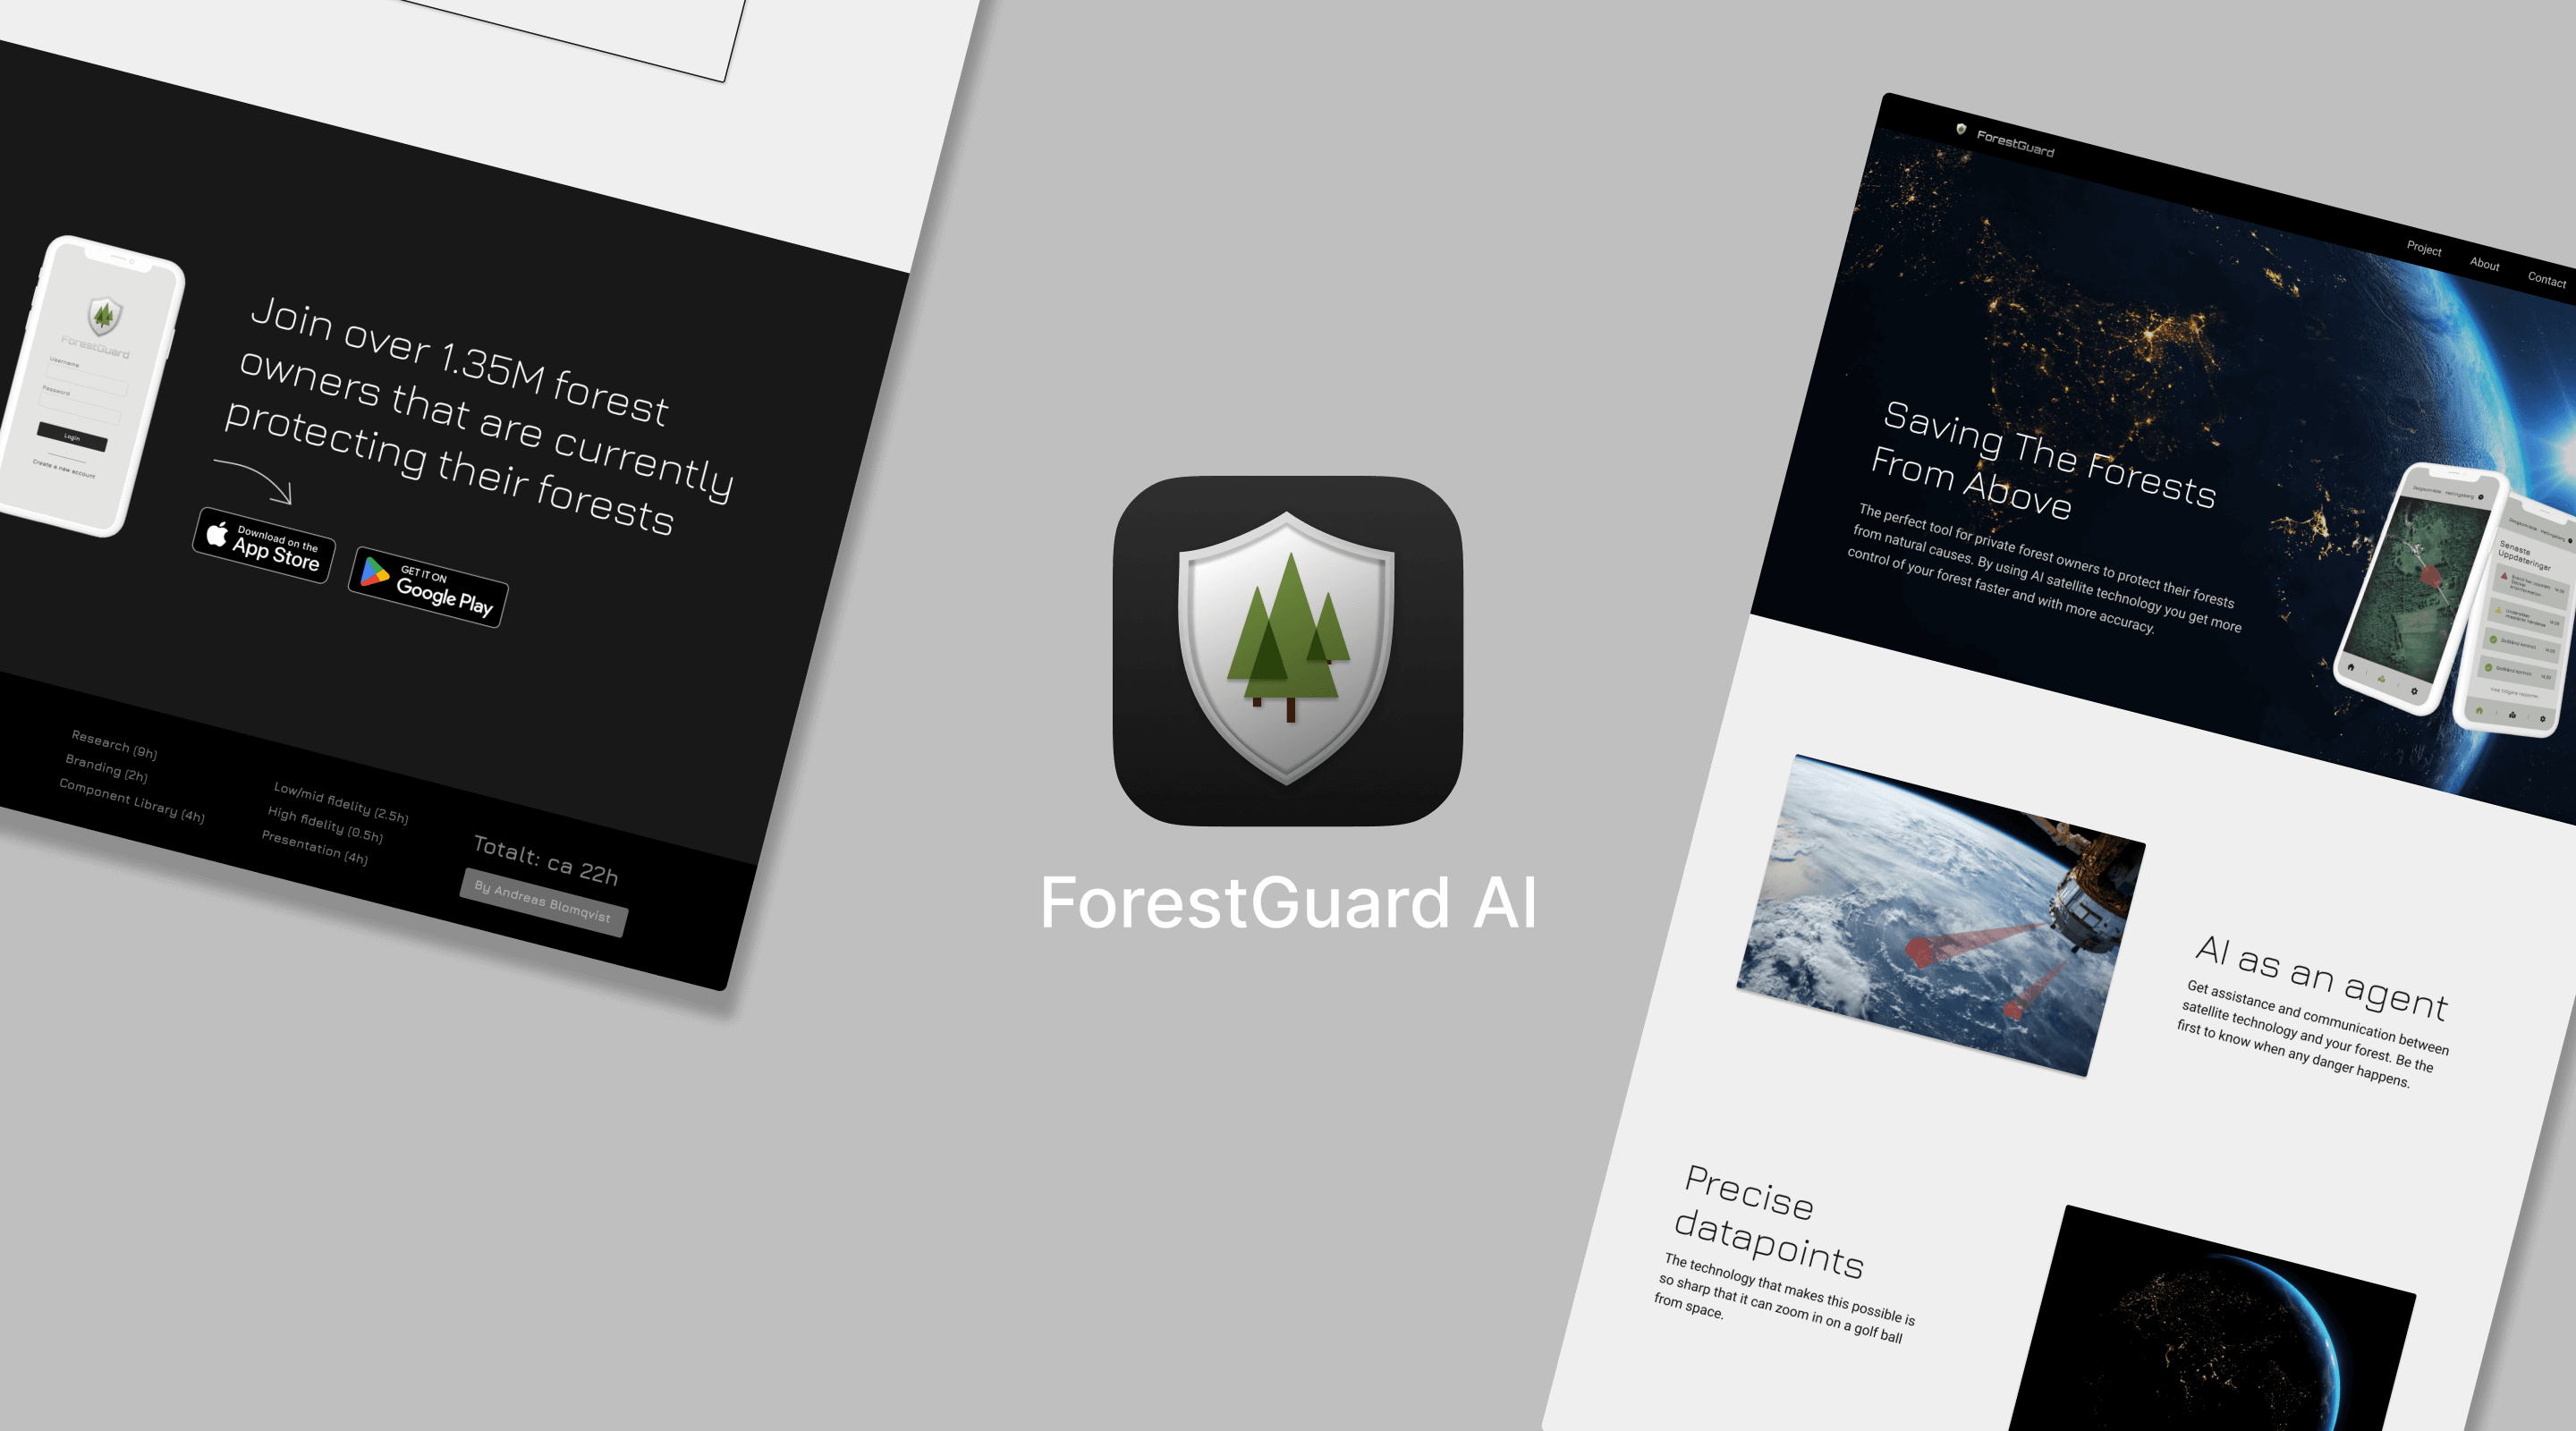 ForestGuard
Username
Password
Login
Create a new account
Join over 1.35M forest
owners that are currently
protecting their forests
Download on the
App Store
GET IT ON
Google Play
Research (9h)
Branding (2h)
Component Library (4h)
Low/mid fidelity (2.5h)
High fidelity (0.5h)
Presentation (4h)
Totalt: ca 22h
By Andreas Blomqvist
ForestGuard AI
ForestGuard
Project
About
Contact
Saving The Forests
From Above
The perfect tool for private forest owners to protect their forests
from natural causes. By using AI satellite technology you get more
control of your forest faster and with more accuracy.
Senaste
Uppdateringar
AI as an agent
Get assistance and communication between
satellite technology and your forest. Be the
first to know when any danger happens.
Precise
datapoints
The technology that makes this possible is
so sharp that it can zoom in on a golf ball
from space.